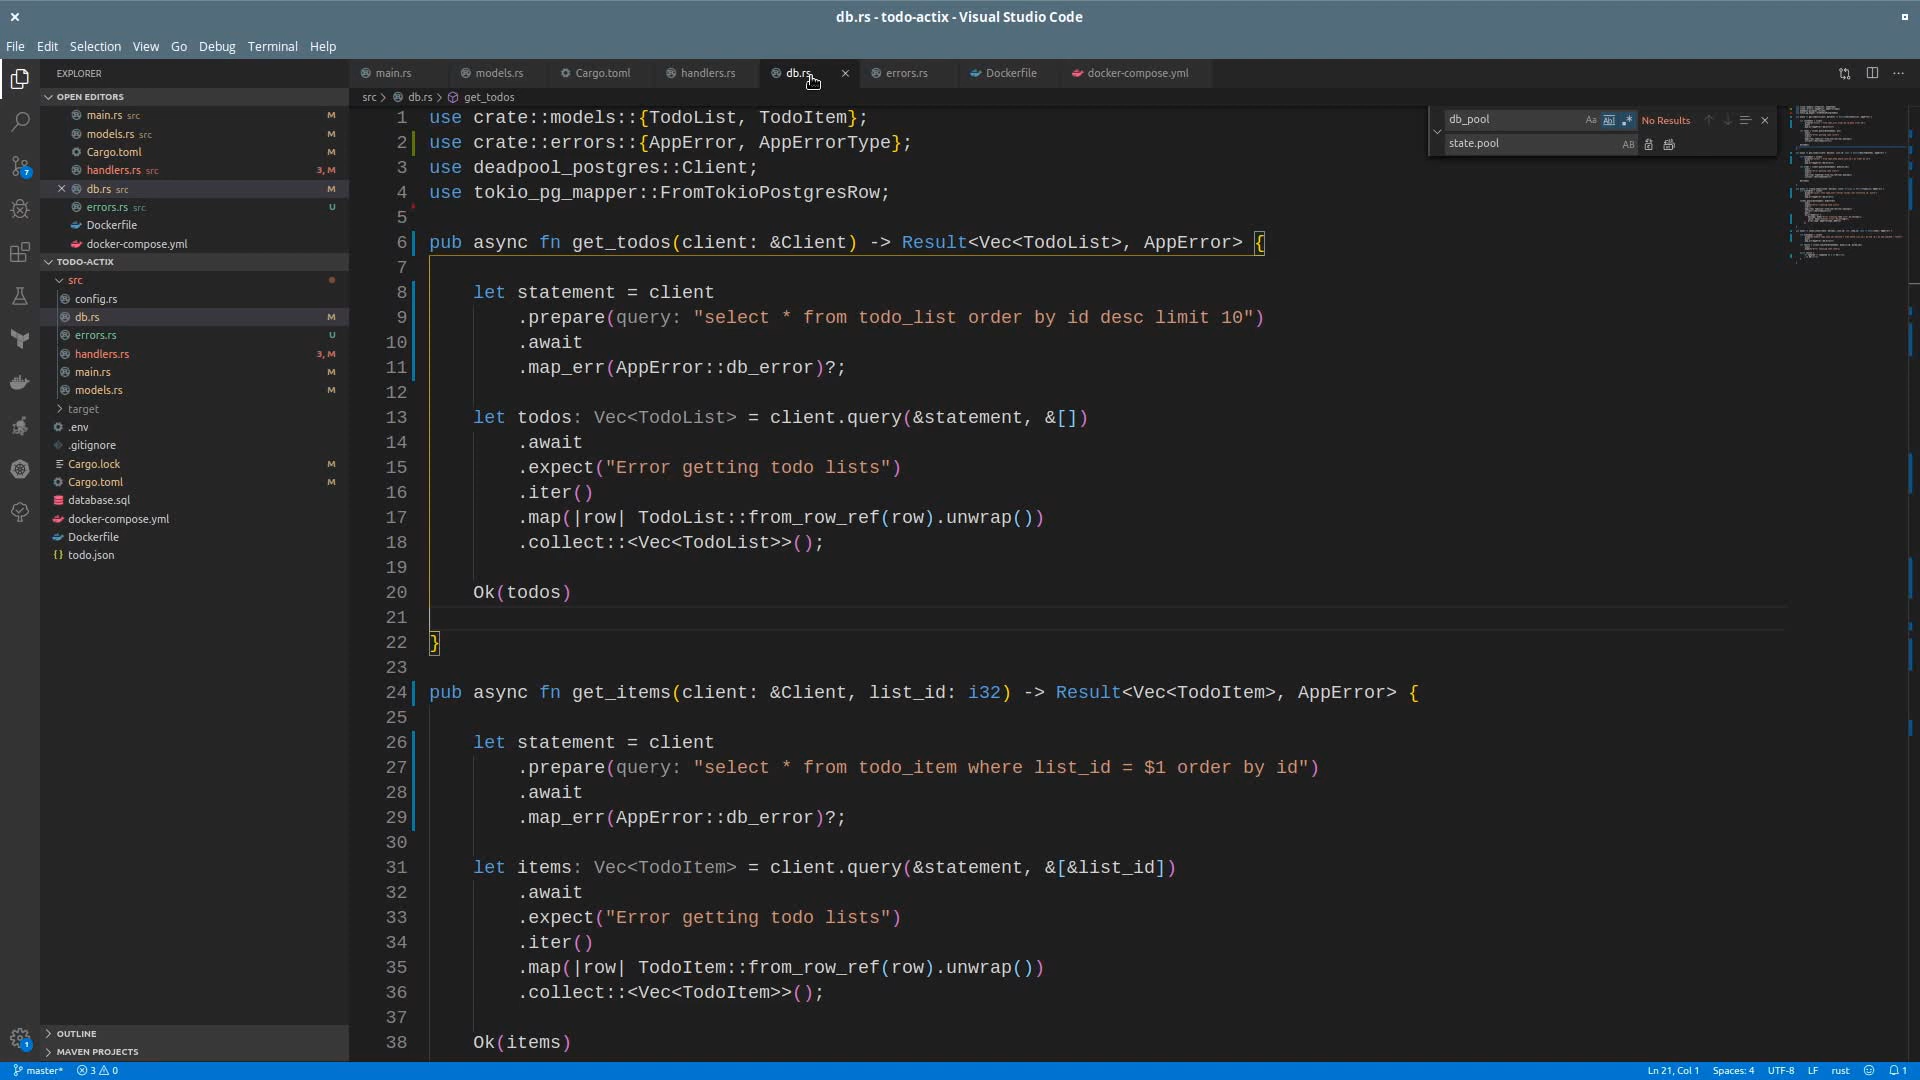 db.rs - todo-actix - Visual Studio Code
File Edit Selection View Go Debug Terminal Help
EXPLORER
OPEN EDITORS
main.rs src M
models.rs src M
Cargo.toml M
handlers.rs src 3, M
db.rs src M
errors.rs src U
Dockerfile
docker-compose.yml
TODO-ACTIX
src
config.rs
db.rs M
errors.rs U
handlers.rs 3, M
main.rs M
models.rs M
target
.env
.gitignore
Cargo.lock M
Cargo.toml M
database.sql
docker-compose.yml
Dockerfile
todo.json
OUTLINE
MAVEN PROJECTS
main.rs models.rs Cargo.toml handlers.rs db.rs errors.rs Dockerfile docker-compose.yml
src > db.rs > get_todos
db_pool Aa Abl .* No Results
state.pool AB
1 use crate::models::{TodoList, TodoItem};
2 use crate::errors::{AppError, AppErrorType};
3 use deadpool_postgres::Client;
4 use tokio_pg_mapper::FromTokioPostgresRow;
5
6 pub async fn get_todos(client: &Client) -> Result<Vec<TodoList>, AppError> {
7
8 let statement = client
9 .prepare(query: "select * from todo_list order by id desc limit 10")
10 .await
11 .map_err(AppError::db_error)?;
12
13 let todos: Vec<TodoList> = client.query(&statement, &[])
14 .await
15 .expect("Error getting todo lists")
16 .iter()
17 .map(|row| TodoList::from_row_ref(row).unwrap())
18 .collect::<Vec<TodoList>>();
19
20 Ok(todos)
21
22 }
23
24 pub async fn get_items(client: &Client, list_id: i32) -> Result<Vec<TodoItem>, AppError> {
25
26 let statement = client
27 .prepare(query: "select * from todo_item where list_id = $1 order by id")
28 .await
29 .map_err(AppError::db_error)?;
30
31 let items: Vec<TodoItem> = client.query(&statement, &[&list_id])
32 .await
33 .expect("Error getting todo lists")
34 .iter()
35 .map(|row| TodoItem::from_row_ref(row).unwrap())
36 .collect::<Vec<TodoItem>>();
37
38 Ok(items)
7
1
master* 3 0 Ln 21, Col 1 Spaces: 4 UTF-8 LF rust 1